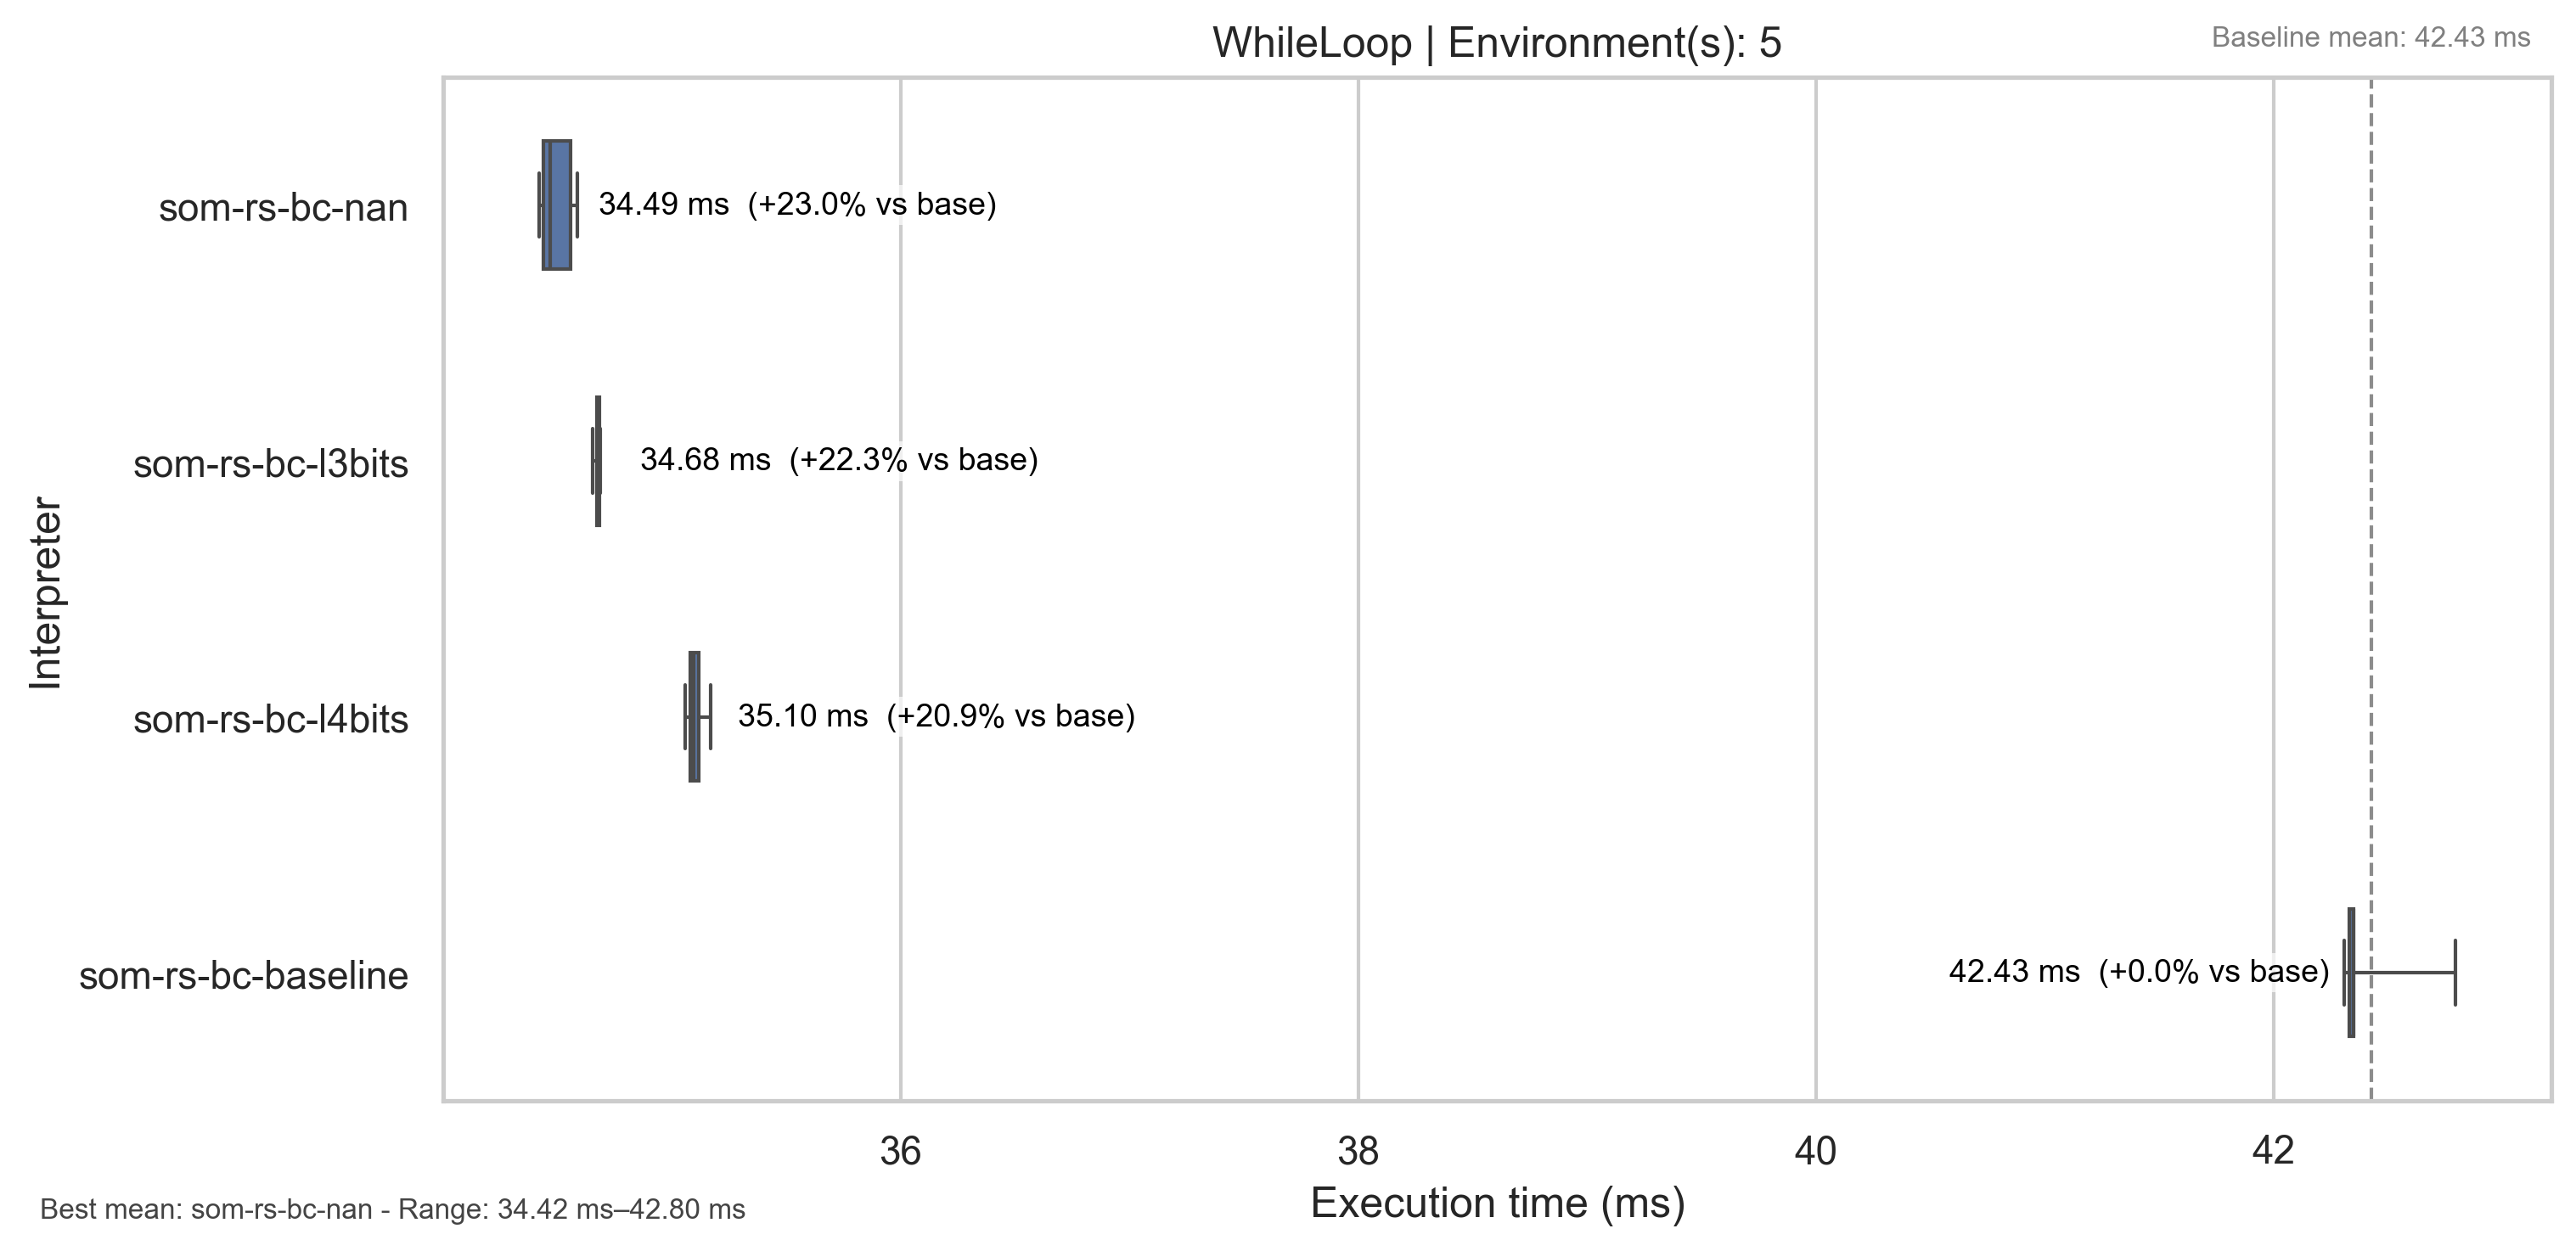 WhileLoop | Environment(s): 5
Baseline mean: 42.43 ms
som-rs-bc-nan
34.49 ms  (+23.0% vs base)
som-rs-bc-l3bits
34.68 ms  (+22.3% vs base)
som-rs-bc-l4bits
35.10 ms  (+20.9% vs base)
som-rs-bc-baseline
42.43 ms  (+0.0% vs base)
Interpreter
36
38
40
42
Execution time (ms)
Best mean: som-rs-bc-nan - Range: 34.42 ms–42.80 ms